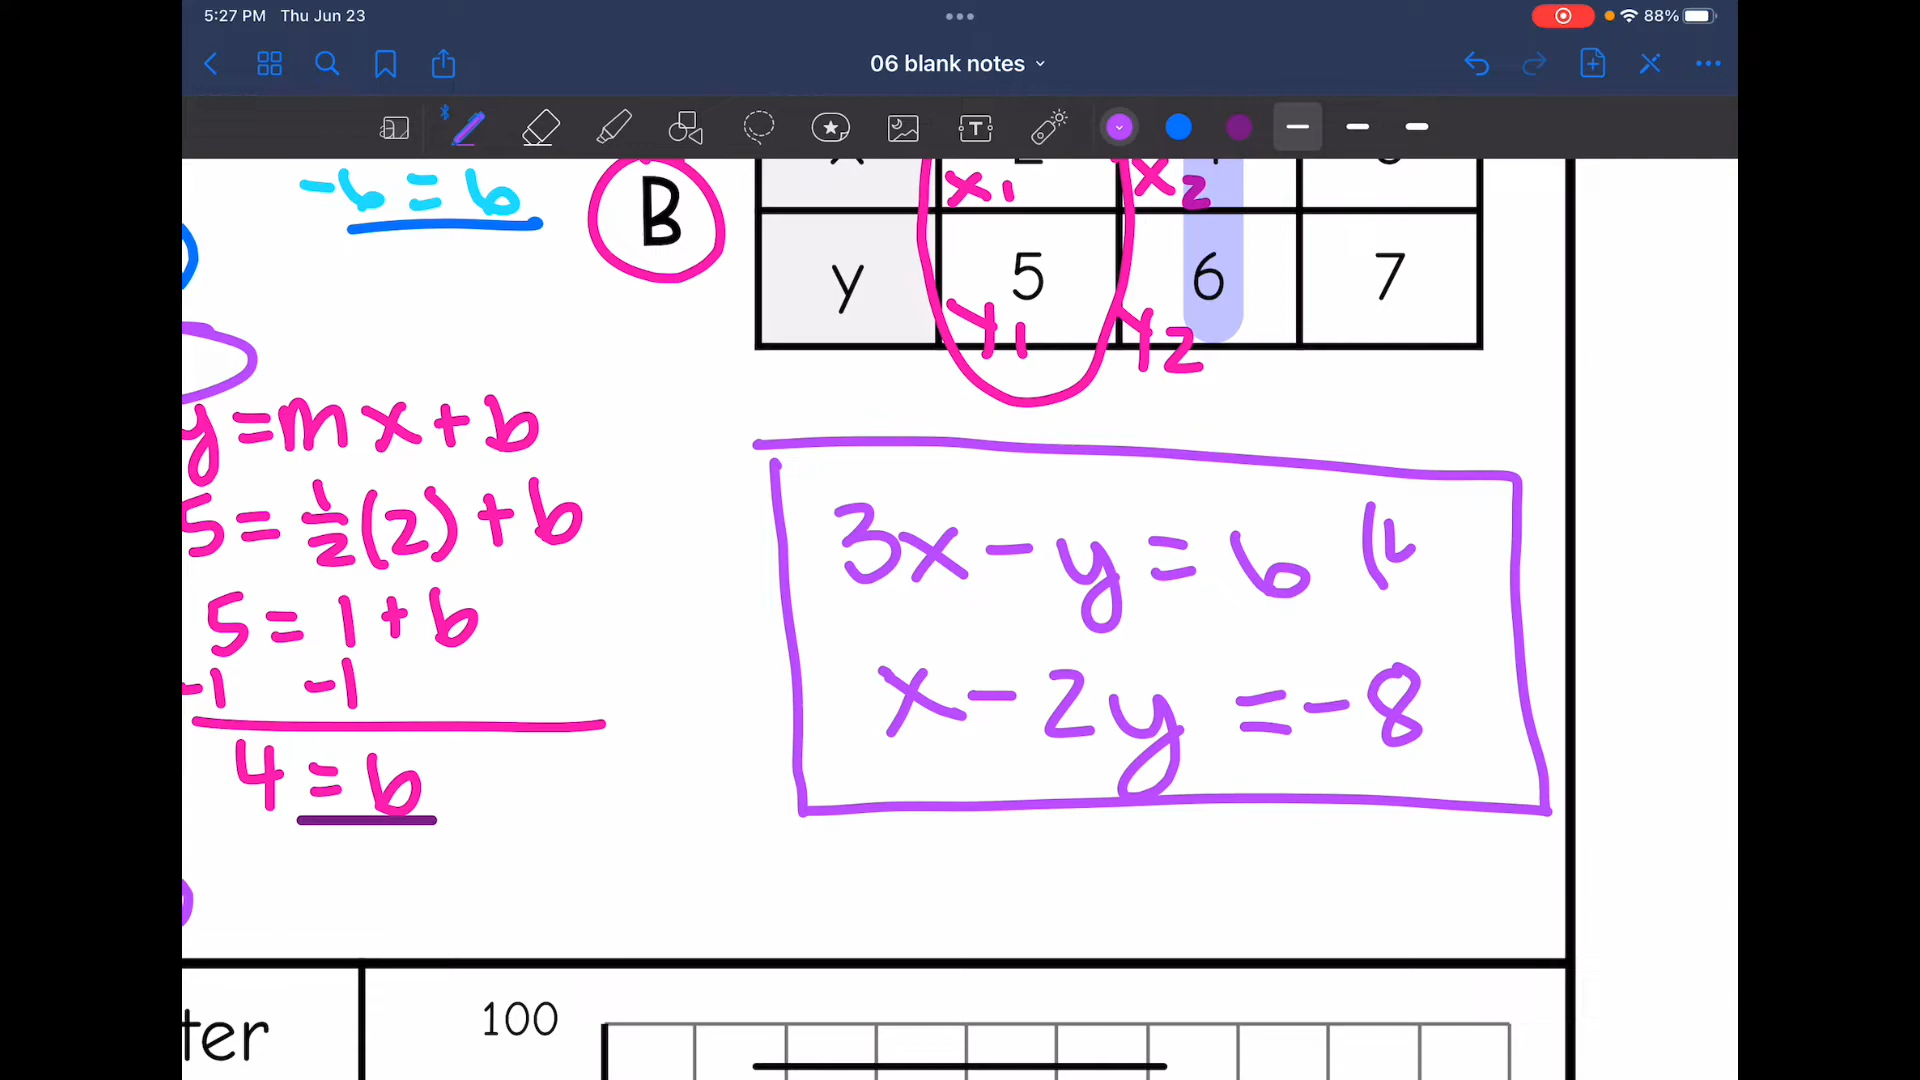 5:27 PM Thu Jun 23
88%
06 blank notes
-6 = b
B
x₁ x₂
y 5 6 7
y₁ y₂
y = mx + b
5 = 1/2 (2) + b
5 = 1 + b
-1 -1
4 = b
3x - y = 6
x - 2y = -8
ter
100